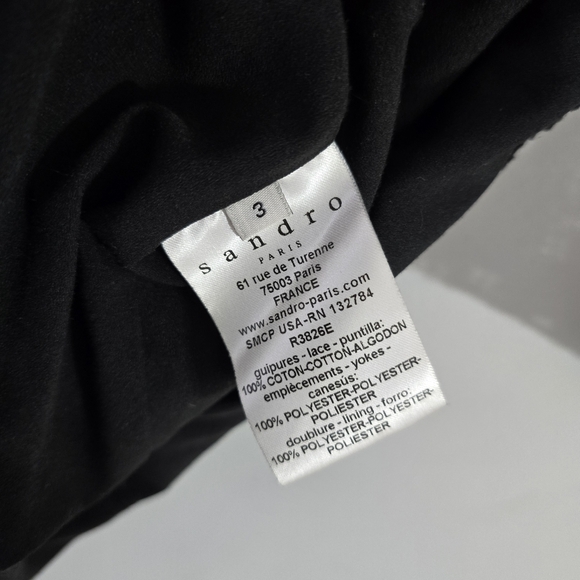 3
sandro
PARIS
61 rue de Turenne
75003 Paris
FRANCE
www.sandro-paris.com
SMCP USA-RN 132784
R3826E
guipures - lace - puntilla:
100% COTON-COTTON-ALGODON
empiècements - yokes -
canesús:
100% POLYESTER-POLYESTER-
POLIESTER
doublure - lining - forro:
100% POLYESTER-POLYESTER-
POLIESTER